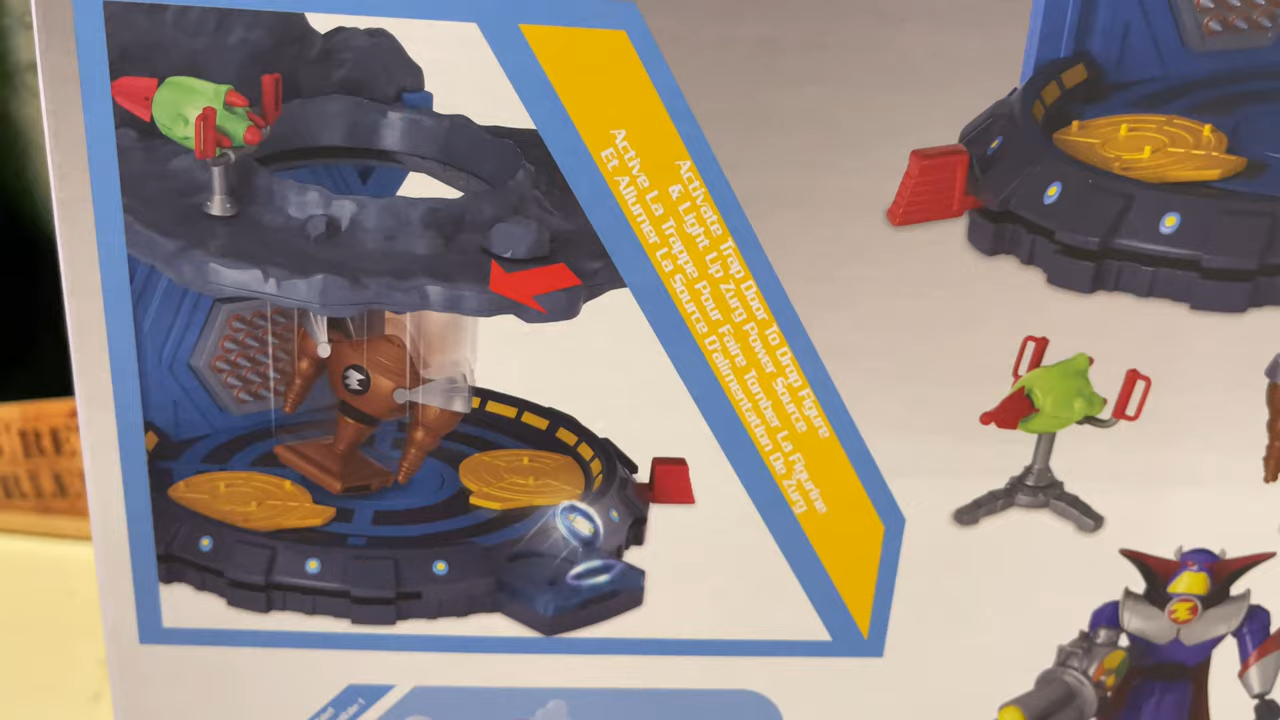 Activate Trap Door To Drop Figure
& Light Up Zurg Power Source
Active La Trappe Pour Faire Tomber La Figurine
Et Allumer La Source D'alimentation De Zurg